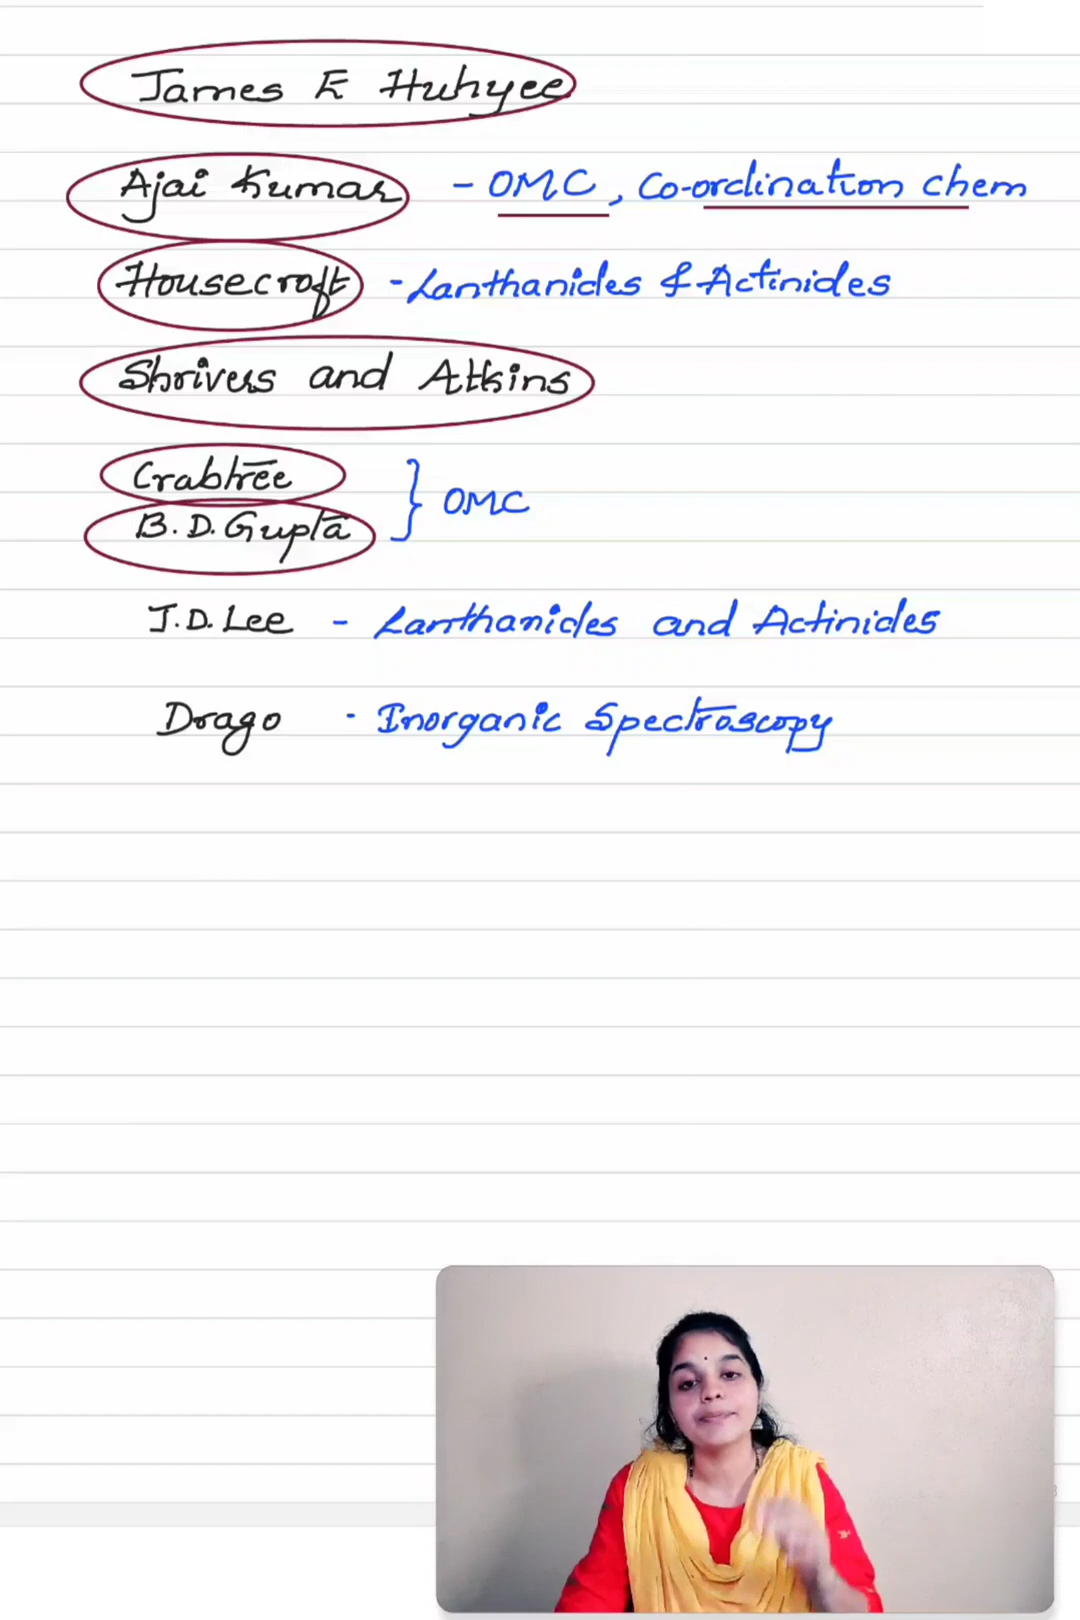 James E Huhyee
Ajai Kumar - OMC, Co-ordination chem
Housecroft - Lanthanides & Actinides
Shrivers and Atkins
Crabtree
B.D. Gupta } OMC
J.D. Lee - Lanthanides and Actinides
Drago - Inorganic Spectroscopy